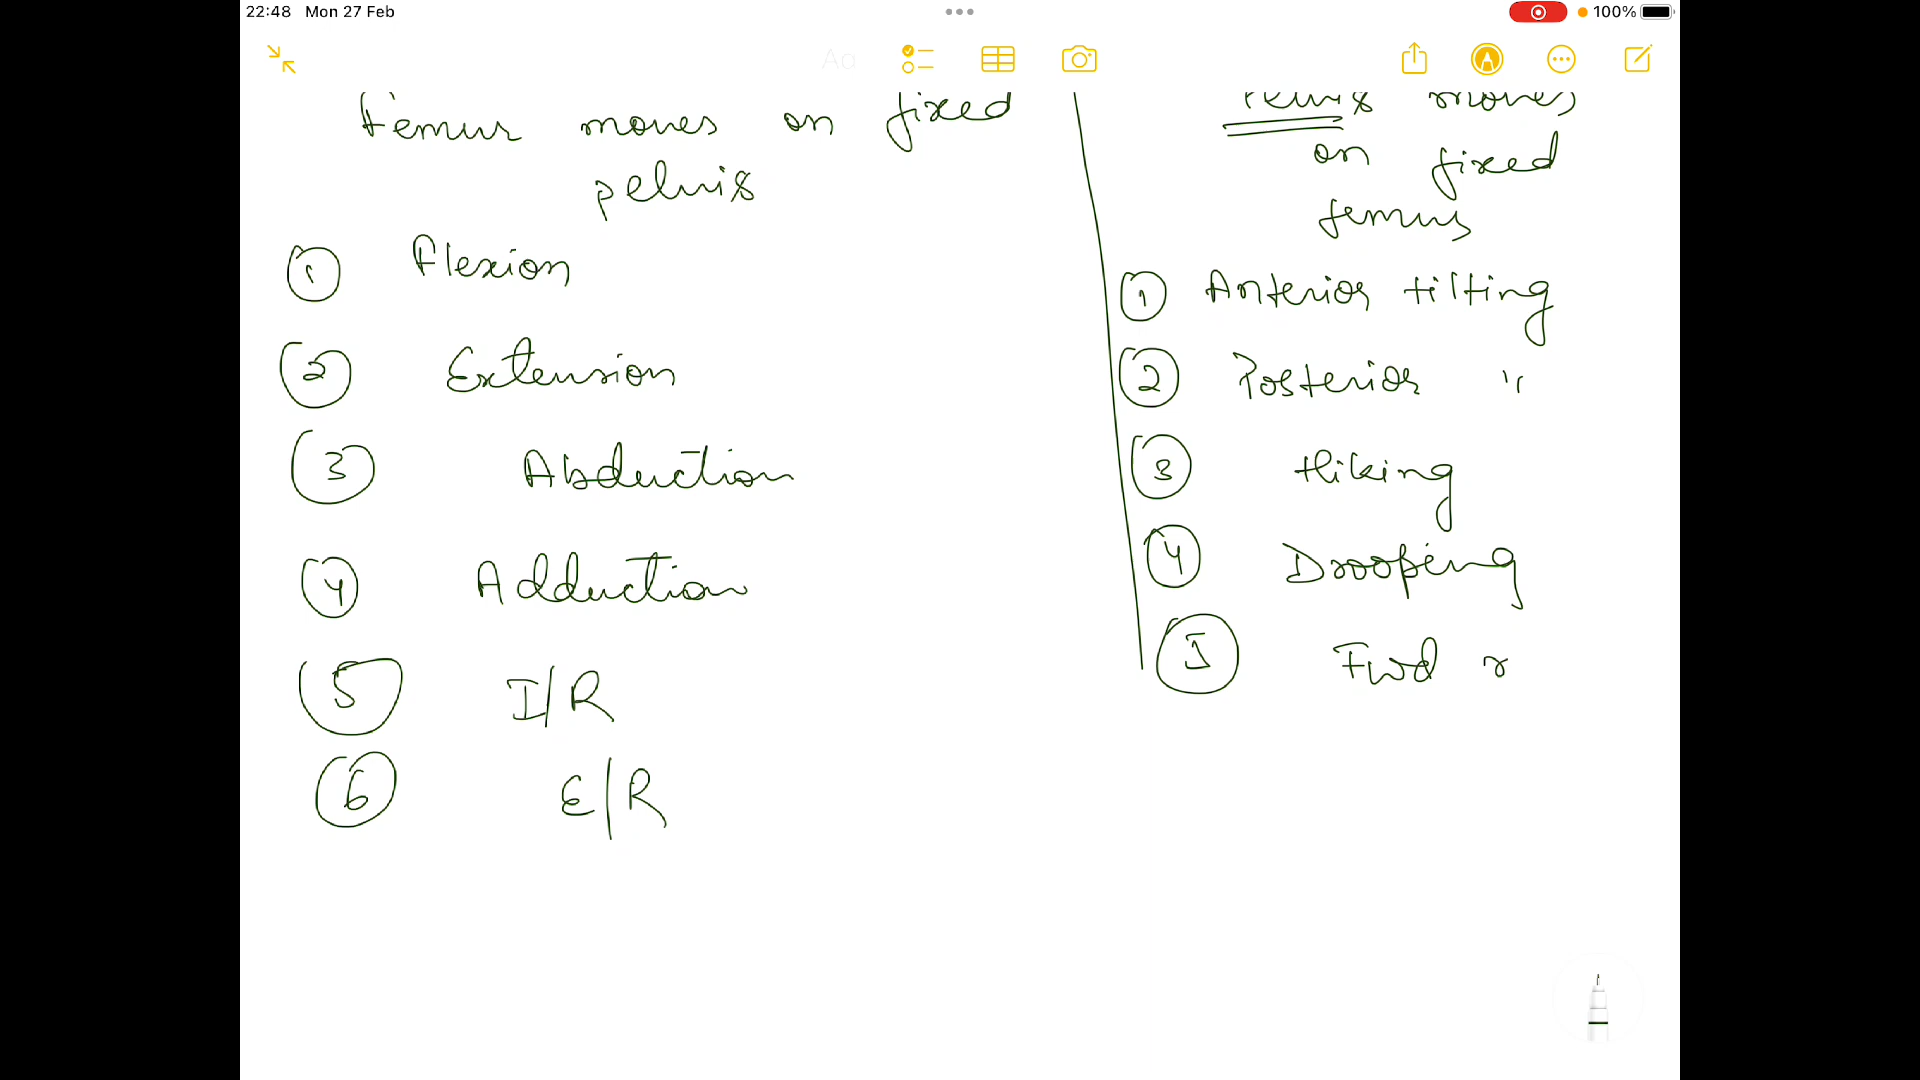 22:48 Mon 27 Feb
100%
Aa
Femur moves on fixed
pelvis
1 Flexion
2 Extension
3 Abduction
4 Adduction
5 I/R
6 E/R
Pelvis moves
on fixed
femur
1 Anterior tilting
2 Posterior "
3 Hiking
4 Drooping
5 Fwd r